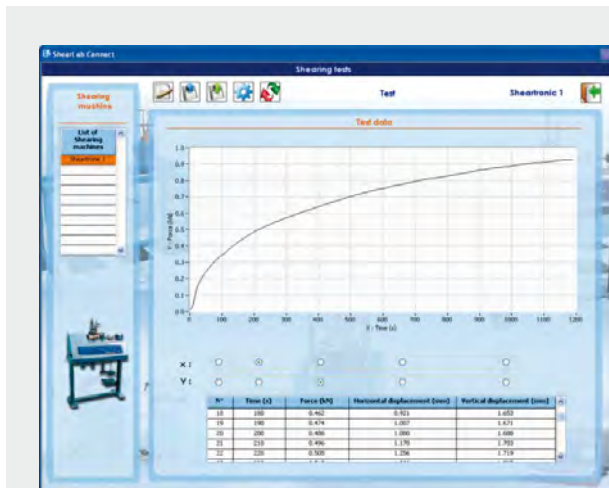 ShearLab Connect
Shearing tests
Shearing machine
Test
Sheartronic 1
Test data
List of Shearing machines
Sheartronic 1
Y : Force (kN)
1.0
0.9
0.8
0.7
0.6
0.5
0.4
0.3
0.2
0.1
0.0
0 100 200 300 400 500 600 700 800 900 1000 1100 1200
X : Time (s)
X :
Y :
N° Time (s) Force (kN) Horizontal displacement (mm) Vertical displacement (mm)
18 180 0.462 0.921 1.653
19 190 0.474 1.007 1.671
20 200 0.486 1.090 1.688
21 210 0.496 1.170 1.703
22 220 0.505 1.256 1.719